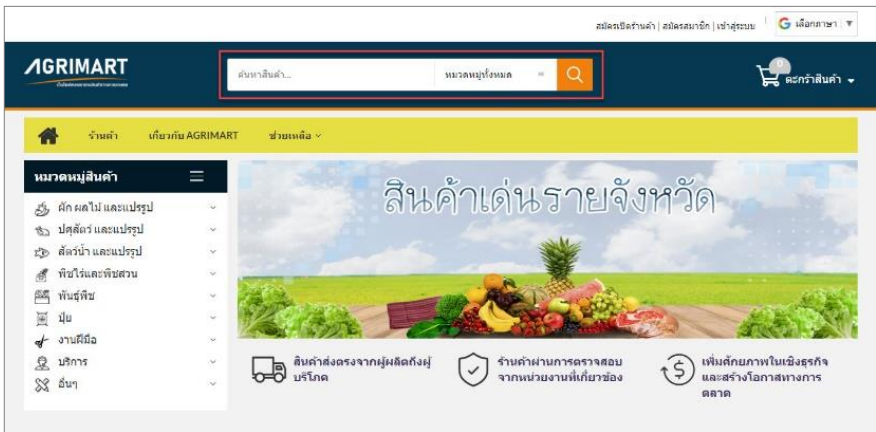 สมัครเปิดร้านค้า | สมัครสมาชิก | เข้าสู่ระบบ
G เลือกภาษา ▼
AGRIMART
ค้นหาสินค้า...
หมวดหมู่ทั้งหมด
0
ตะกร้าสินค้า
ร้านค้า
เกี่ยวกับ AGRIMART
ช่วยเหลือ
หมวดหมู่สินค้า
ผัก ผลไม้ และแปรรูป
ปศุสัตว์ และแปรรูป
สัตว์น้ำ และแปรรูป
พืชไร่และพืชสวน
พันธุ์พืช
ปุ๋ย
งานฝีมือ
บริการ
อื่นๆ
สินค้าเด่นรายจังหวัด
สินค้าส่งตรงจากผู้ผลิตถึงผู้
บริโภค
ร้านค้าผ่านการตรวจสอบ
จากหน่วยงานที่เกี่ยวข้อง
เพิ่มศักยภาพในเชิงธุรกิจ
และสร้างโอกาสทางการ
ตลาด